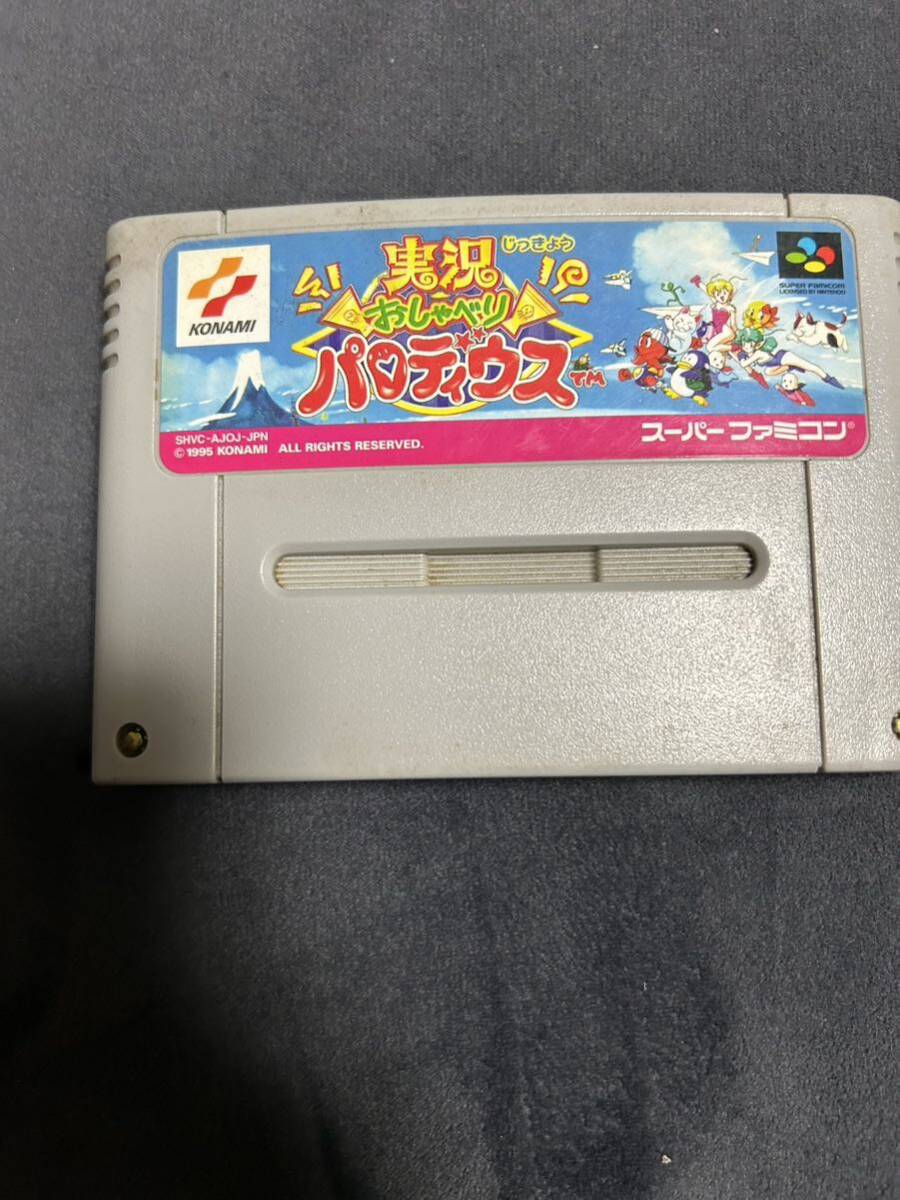 KONAMI
実況
じっきょう
おしゃべり
パロディウス TM
SUPER FAMICOM
LICENSED BY NINTENDO
SHVC-AJOJ-JPN
© 1995 KONAMI ALL RIGHTS RESERVED.
スーパーファミコン®